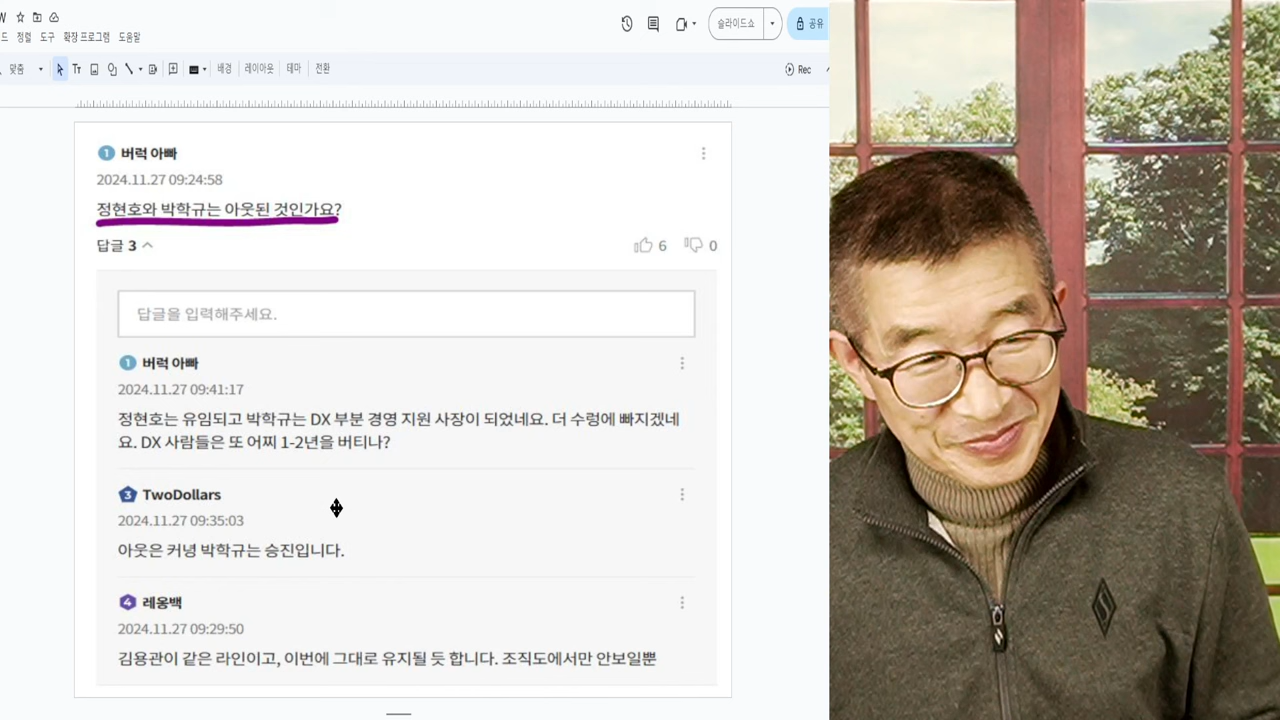 슬라이드쇼
공유
정렬 도구 확장 프로그램 도움말
맞춤
배경 레이아웃 테마 전환
Rec
1 버럭 아빠
2024.11.27 09:24:58
정현호와 박학규는 아웃된 것인가요?
답글 3
6 0
답글을 입력해주세요.
1 버럭 아빠
2024.11.27 09:41:17
정현호는 유임되고 박학규는 DX 부분 경영 지원 사장이 되었네요. 더 수렁에 빠지겠네
요. DX 사람들은 또 어찌 1-2년을 버티나?
3 TwoDollars
2024.11.27 09:35:03
아웃은 커녕 박학규는 승진입니다.
4 레옹백
2024.11.27 09:29:50
김용관이 같은 라인이고, 이번에 그대로 유지될 듯 합니다. 조직도에서만 안보일뿐